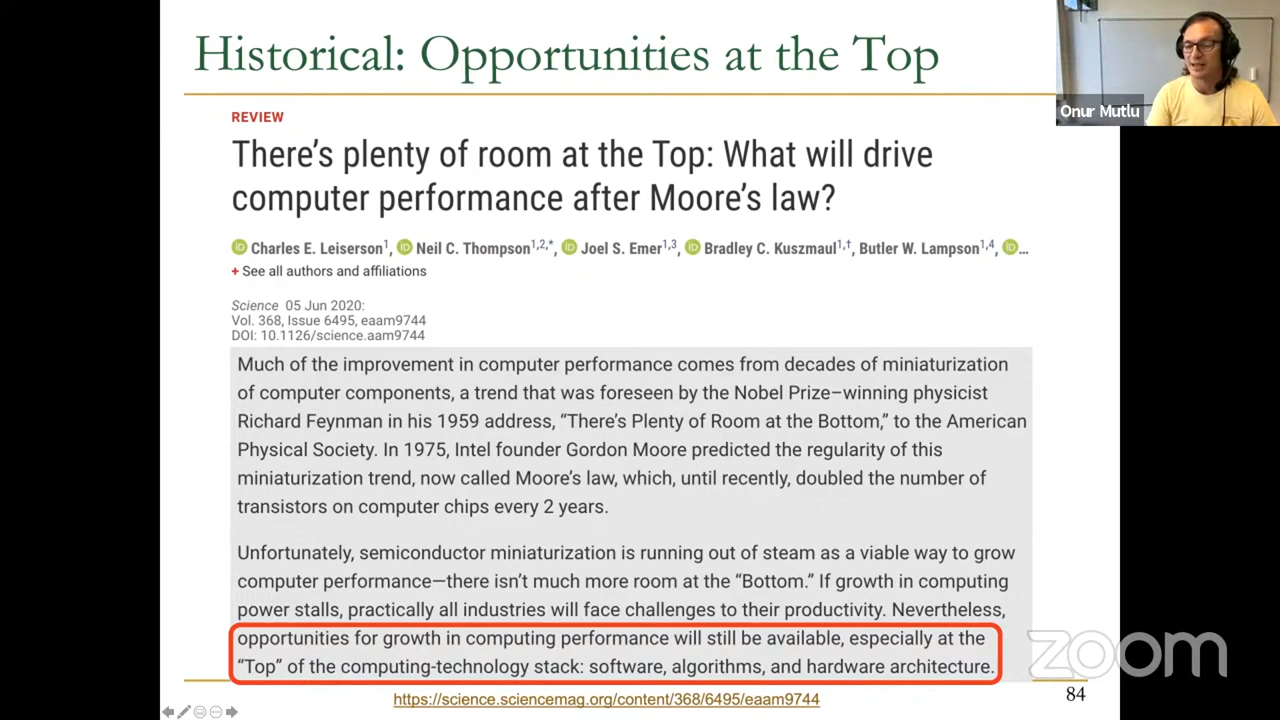 Historical: Opportunities at the Top
Onur Mutlu
REVIEW
There’s plenty of room at the Top: What will drive
computer performance after Moore’s law?
Charles E. Leiserson1, Neil C. Thompson1,2,*, Joel S. Emer1,3, Bradley C. Kuszmaul1,†, Butler W. Lampson1,4, ...
+ See all authors and affiliations
Science 05 Jun 2020:
Vol. 368, Issue 6495, eaam9744
DOI: 10.1126/science.aam9744
Much of the improvement in computer performance comes from decades of miniaturization
of computer components, a trend that was foreseen by the Nobel Prize–winning physicist
Richard Feynman in his 1959 address, “There’s Plenty of Room at the Bottom,” to the American
Physical Society. In 1975, Intel founder Gordon Moore predicted the regularity of this
miniaturization trend, now called Moore’s law, which, until recently, doubled the number of
transistors on computer chips every 2 years.
Unfortunately, semiconductor miniaturization is running out of steam as a viable way to grow
computer performance—there isn’t much more room at the “Bottom.” If growth in computing
power stalls, practically all industries will face challenges to their productivity. Nevertheless,
opportunities for growth in computing performance will still be available, especially at the
“Top” of the computing-technology stack: software, algorithms, and hardware architecture.
zoom
https://science.sciencemag.org/content/368/6495/eaam9744
84